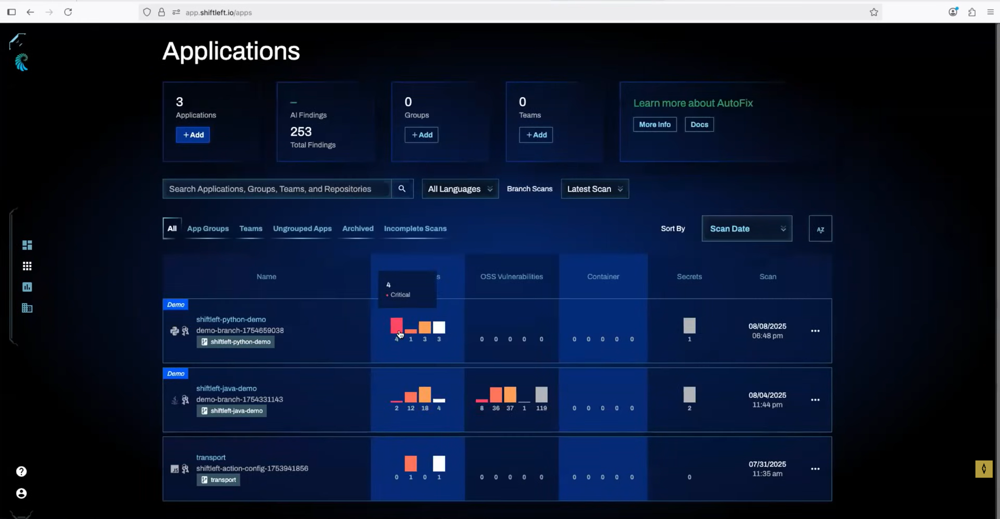 app.shiftleft.io/apps
Applications
3
Applications
+ Add
–
AI Findings
253
Total Findings
0
Groups
+ Add
0
Teams
+ Add
Learn more about AutoFix
More Info
Docs
Search Applications, Groups, Teams, and Repositories
All Languages
Branch Scans
Latest Scan
All
App Groups
Teams
Ungrouped Apps
Archived
Incomplete Scans
Sort By
Scan Date
AZ
Name
s
OSS Vulnerabilities
Container
Secrets
Scan
4
• Critical
Demo
shiftleft-python-demo
demo-branch-1754659038
shiftleft-python-demo
4 1 3 3
0 0 0 0 0
0 0 0 0 0
1
08/08/2025
06:48 pm
Demo
shiftleft-java-demo
demo-branch-1754331143
shiftleft-java-demo
2 12 18 4
8 36 37 1 119
0 0 0 0 0
2
08/04/2025
11:44 pm
JS
transport
shiftleft-action-config-1753941856
transport
0 1 0 1
0 0 0 0 0
0 0 0 0 0
0
07/31/2025
11:35 am
?